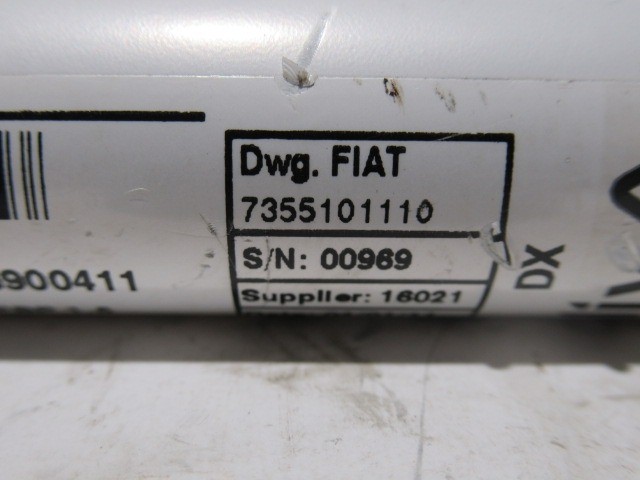 Dwg. FIAT
7355101110
S/N: 00969
Supplier: 16021
900411
DX